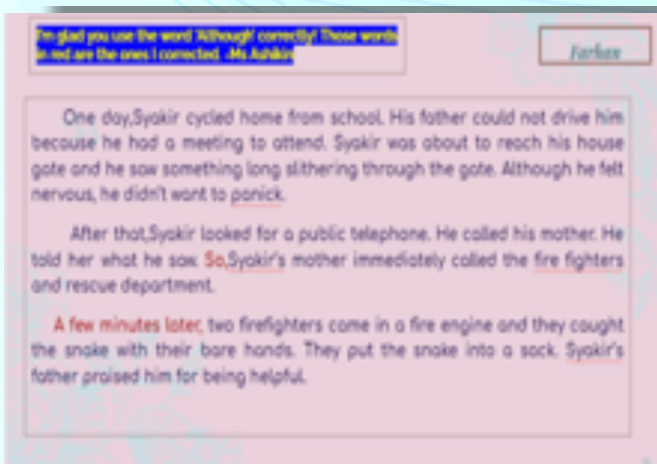 I'm glad you use the word 'Although' correctly! Those words
in red are the ones I corrected. -Ms Ashikin
Farhan
One day,Syakir cycled home from school. His father could not drive him
because he had a meeting to attend. Syakir was about to reach his house
gate and he saw something long slithering through the gate. Although he felt
nervous, he didn't want to panick.
After that,Syakir looked for a public telephone. He called his mother. He
told her what he saw. So,Syakir's mother immediately called the fire fighters
and rescue department.
A few minutes later, two firefighters came in a fire engine and they caught
the snake with their bare hands. They put the snake into a sack. Syakir's
father praised him for being helpful.